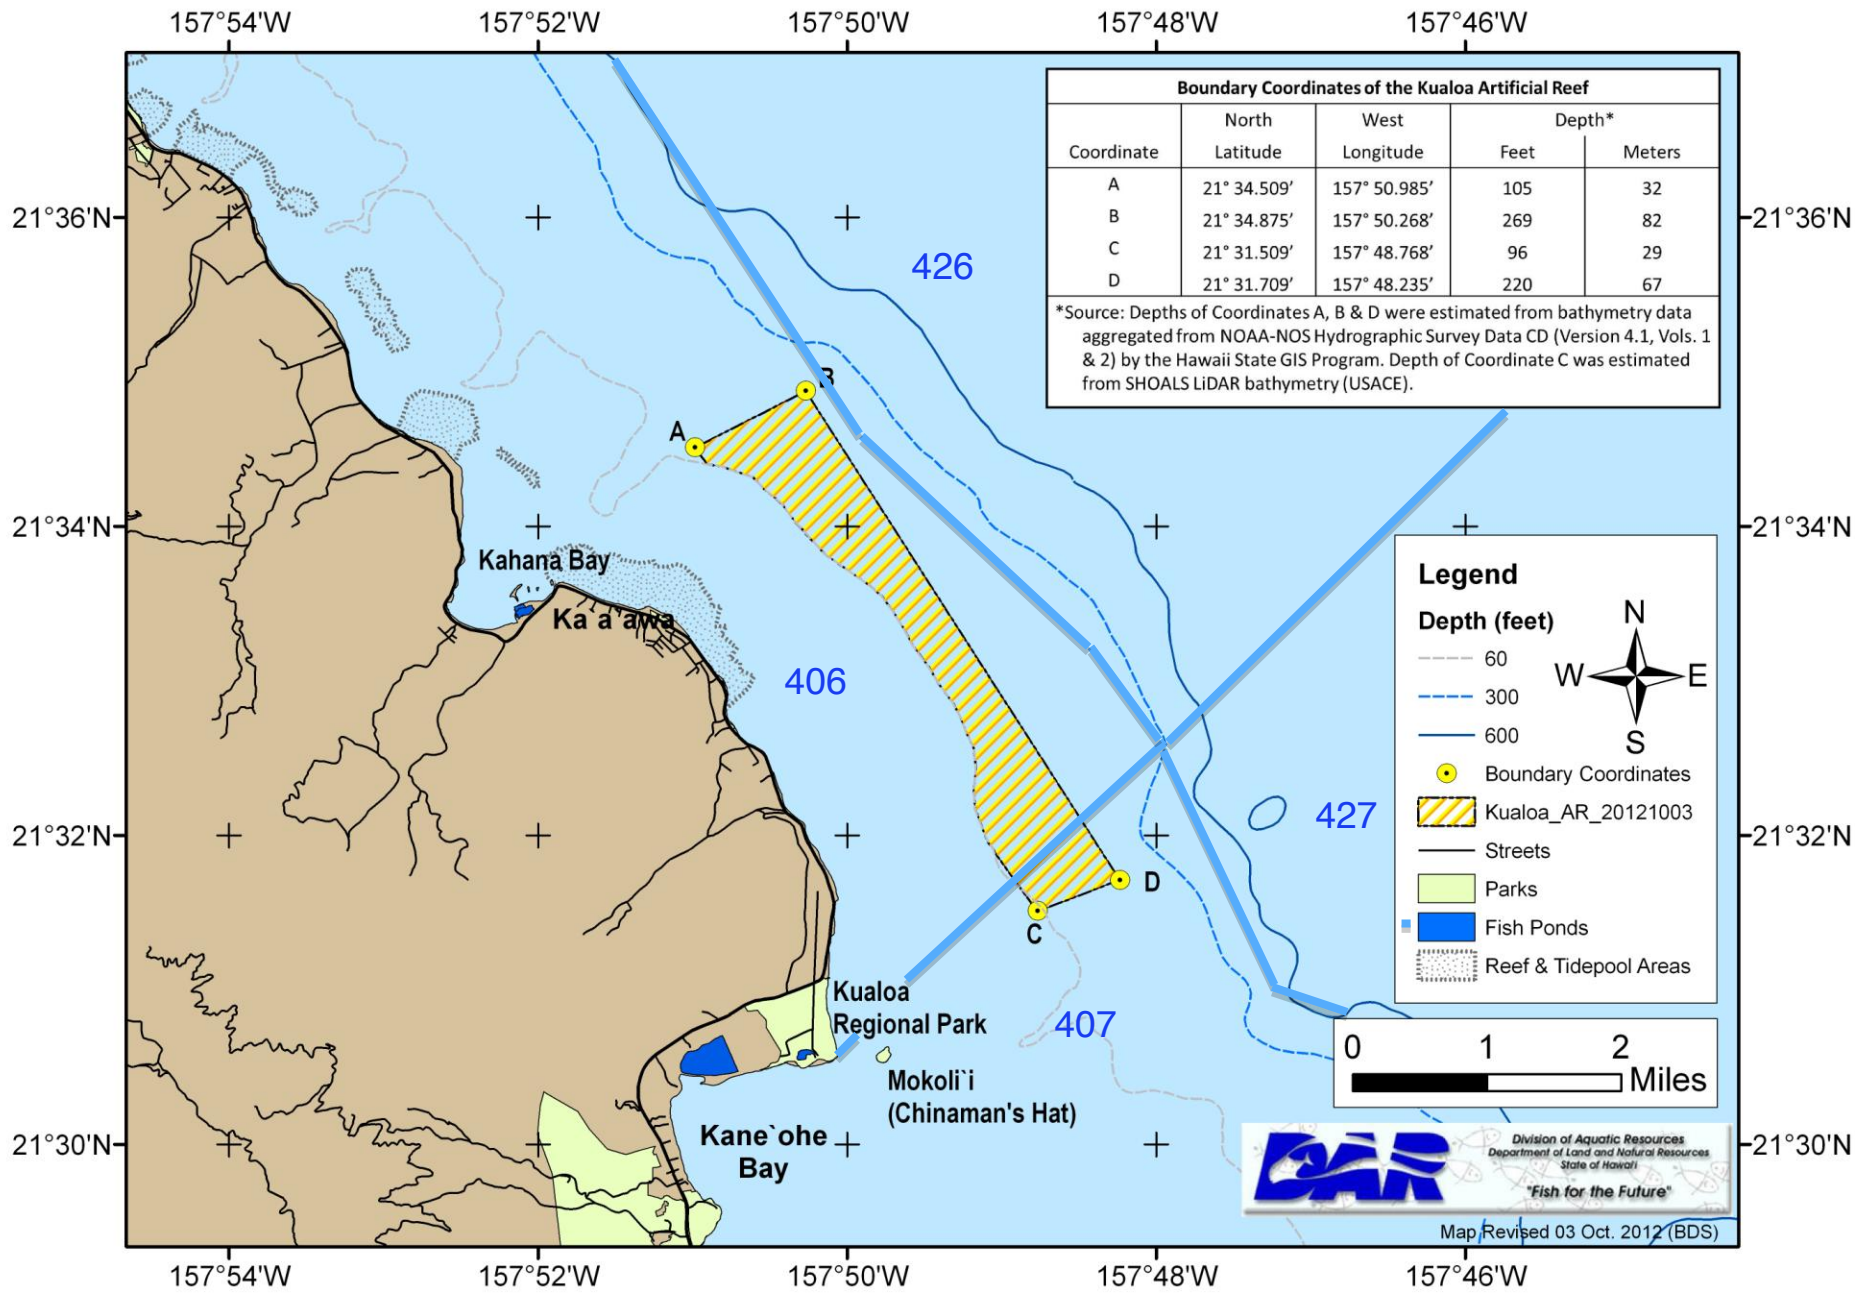 157°54'W 157°52'W 157°50'W 157°48'W 157°46'W
Boundary Coordinates of the Kualoa Artificial Reef
North West Depth*
Coordinate Latitude Longitude Feet Meters
A 21° 34.509’ 157° 50.985’ 105 32
B 21° 34.875’ 157° 50.268’ 269 82
C 21° 31.509’ 157° 48.768’ 96 29
D 21° 31.709’ 157° 48.235’ 220 67
*Source: Depths of Coordinates A, B & D were estimated from bathymetry data
aggregated from NOAA-NOS Hydrographic Survey Data CD (Version 4.1, Vols. 1
& 2) by the Hawaii State GIS Program. Depth of Coordinate C was estimated
from SHOALS LiDAR bathymetry (USACE).
21°36'N 21°36'N
426
B
A
21°34'N 21°34'N
Kahana Bay
Ka`a`awa
406
Legend
Depth (feet)
60
300
600
Boundary Coordinates
Kualoa_AR_20121003
Streets
Parks
Fish Ponds
Reef & Tidepool Areas
N
W E
S
427
21°32'N 21°32'N
D
C
Kualoa
Regional Park
407
Mokoli`i
(Chinaman's Hat)
0 1 2
Miles
Kane`ohe
Bay
21°30'N 21°30'N
DAR
Division of Aquatic Resources
Department of Land and Natural Resources
State of Hawaii
"Fish for the Future"
Map Revised 03 Oct. 2012 (BDS)
157°54'W 157°52'W 157°50'W 157°48'W 157°46'W